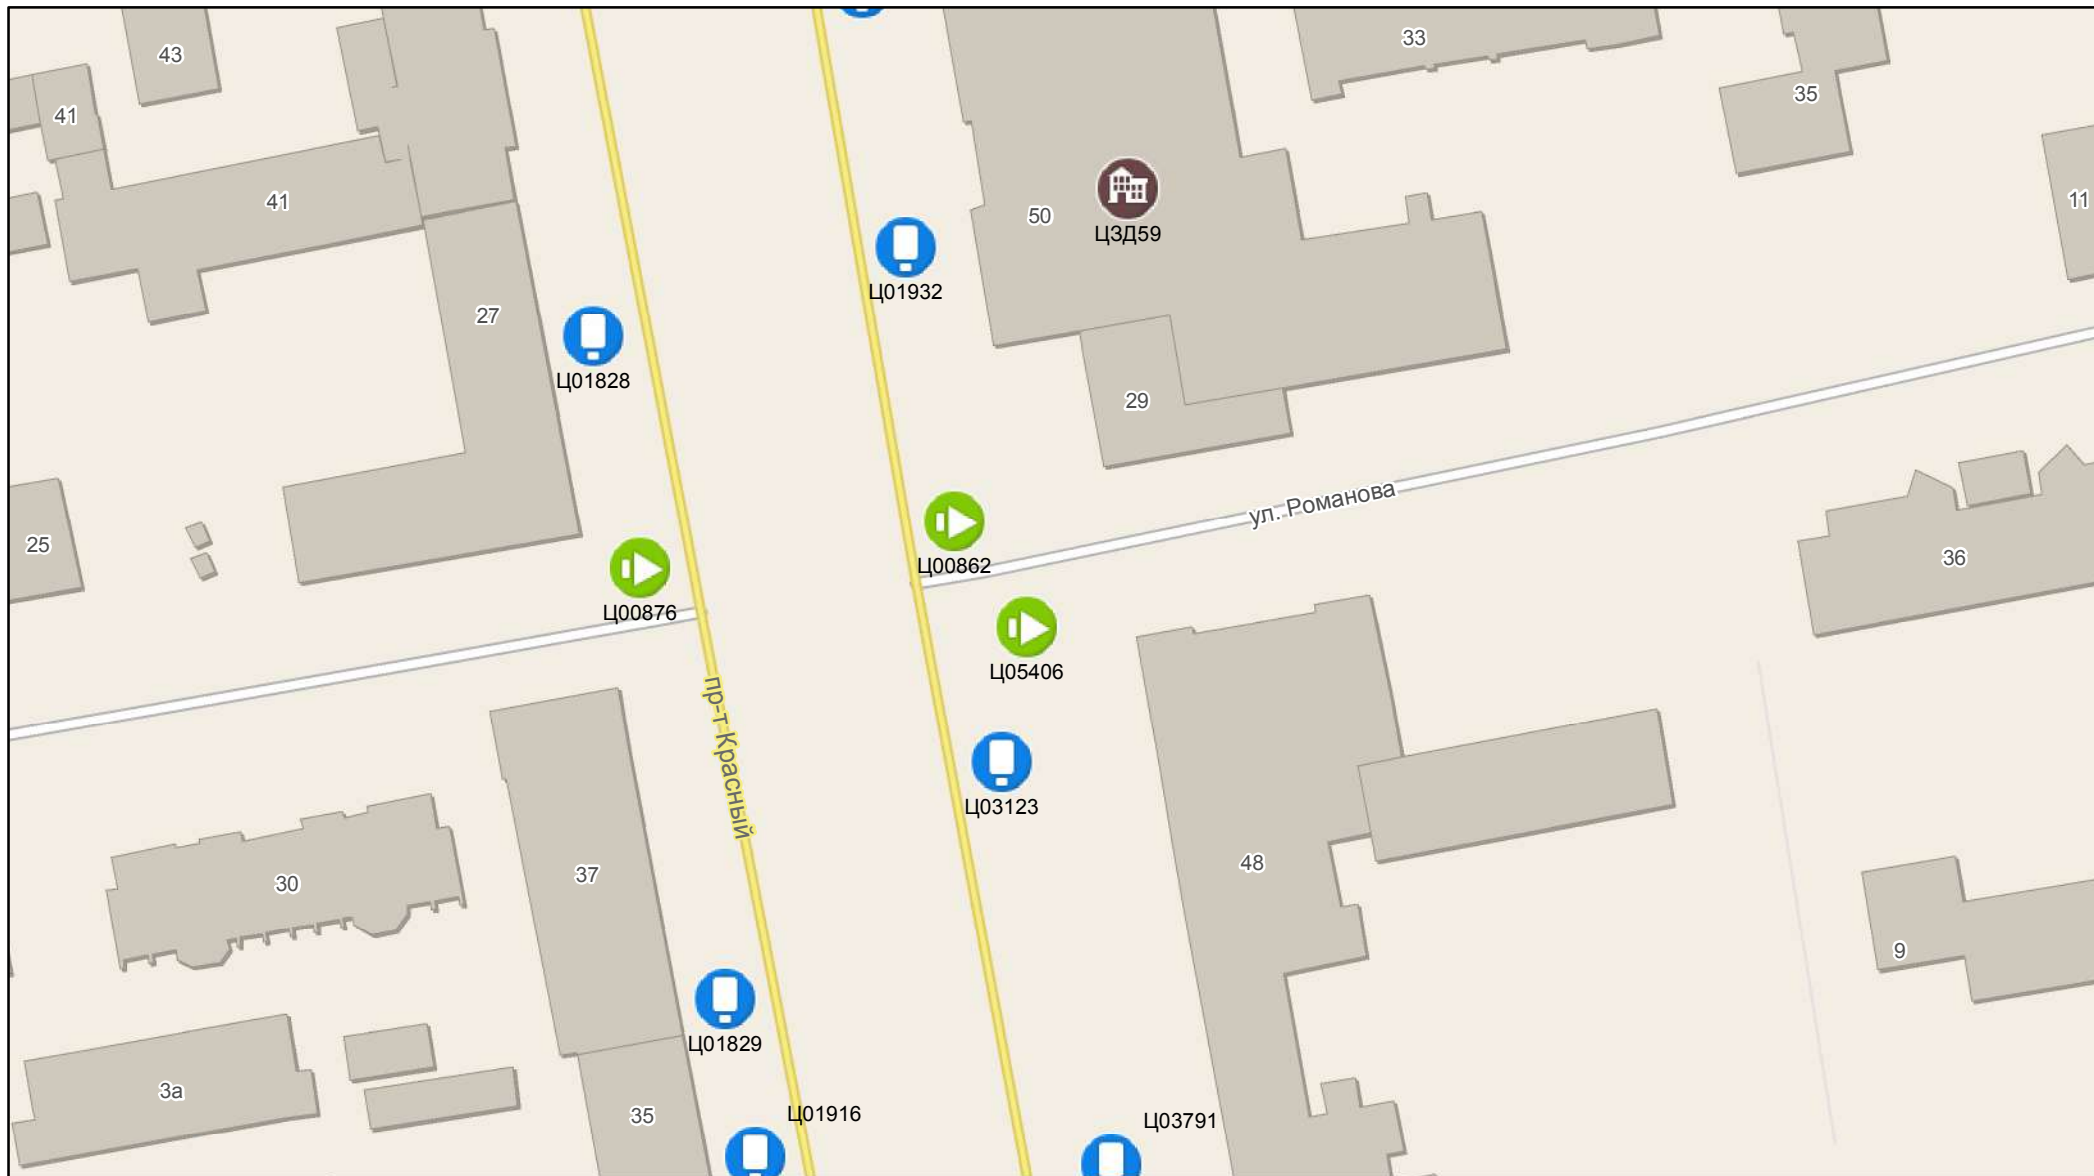 43
33
35
41
41
50
ЦЗД59
11
Ц01932
27
Ц01828
29
ул. Романова
25
Ц00862
36
Ц00876
Ц05406
пр-т Красный
Ц03123
48
37
30
9
Ц01829
3а
35
Ц01916
Ц03791